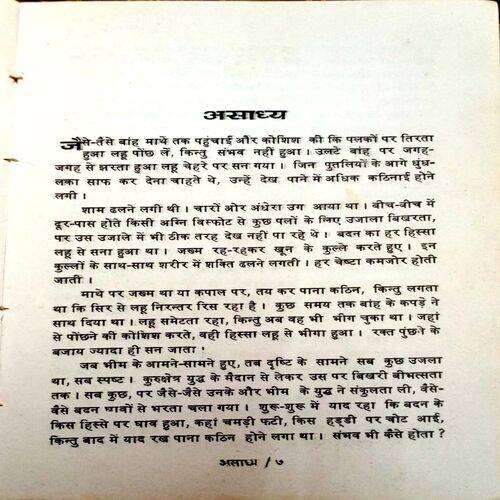 असाध्य
जैसे-तैसे बांह माथे तक पहुंचाई और कोशिश की कि पलकों पर तिरता
हुआ लहू पोंछ लें, किन्तु संभव नहीं हुआ। उलटे बांह पर जगह-
जगह से झरता हुआ लहू चेहरे पर सन गया। जिन पुतलियों के आगे धुंध-
लका साफ कर देना चाहते थे, उन्हें देख पाने में अधिक कठिनाई होने
लगी।
शाम ढलने लगी थी। चारों ओर अंधेरा उग आया था। बीच-बीच में
दूर-पास होते किसी अग्नि विस्फोट से कुछ पलों के लिए उजाला बिखरता,
पर उस उजाले में भी ठीक तरह देख नहीं पा रहे थे। बदन का हर हिस्सा
लहू से सना हुआ था। जख्म रह-रहकर खून के कुल्ले करते हुए। इन
कुल्लों के साथ-साथ शरीर में शक्ति ढलने लगती। हर चेष्टा कमजोर होती
जाती।
माथे पर जख्म था या कपाल पर, तय कर पाना कठिन, किन्तु लगता
था कि सिर से लहू निरन्तर रिस रहा है। कुछ समय तक बांह के कपड़े ने
साथ दिया था। लहू समेटता रहा, किन्तु अब वह भी भीग चुका था। जहां
से पोंछने की कोशिश करते, वही हिस्सा लहू से भीगा हुआ। रक्त पुंछने के
बजाय ज्यादा ही सन जाता।
जब भीम के आमने-सामने हुए, तब दृष्टि के सामने सब कुछ उजला
था, सब स्पष्ट। कुरुक्षेत्र युद्ध के मैदान से लेकर उस पर बिखरी बीभत्सता
तक। सब कुछ, पर जैसे-जैसे उनके और भीम के युद्ध ने संकुलता ली, वैसे-
वैसे बदन घावों से भरता चला गया। शुरू-शुरू में याद रहा कि बदन के
किस हिस्से पर घाव हुआ, कहां चमड़ी फटी, किस हड्डी पर चोट आई,
किन्तु बाद में याद रख पाना कठिन होने लगा था। संभव भी कैसे होता?
असाध्य / ७